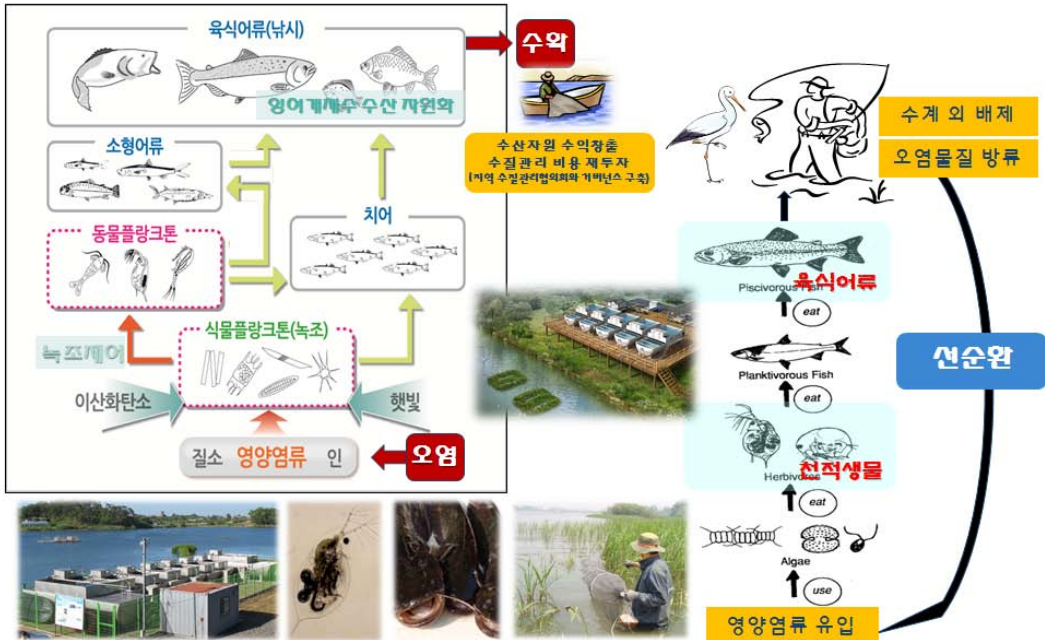 육식어류(낚시)
잉여개체수 수산 자원화
소형어류
치어
동물플랑크톤
식물플랑크톤(녹조)
녹조제어
이산화탄소
햇빛
질소 영양염류 인
오염
수확
수산자원 수익창출
수질관리 비용 재투자
(지역 수질관리협의회와 거버넌스 구축)
수계 외 배제
오염물질 방류
육식어류
Piscivorous Fish
eat
Planktivorous Fish
eat
천적생물
Herbivores
eat
Algae
use
영양염류 유입
선순환